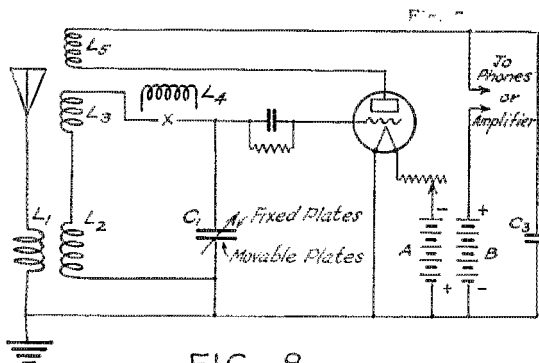 L5
L3
L4
X
To
Phones
or
Amplifier
L1
L2
C1
Fixed Plates
Movable Plates
-
+
A
B
C3
+
-
FIG. 8